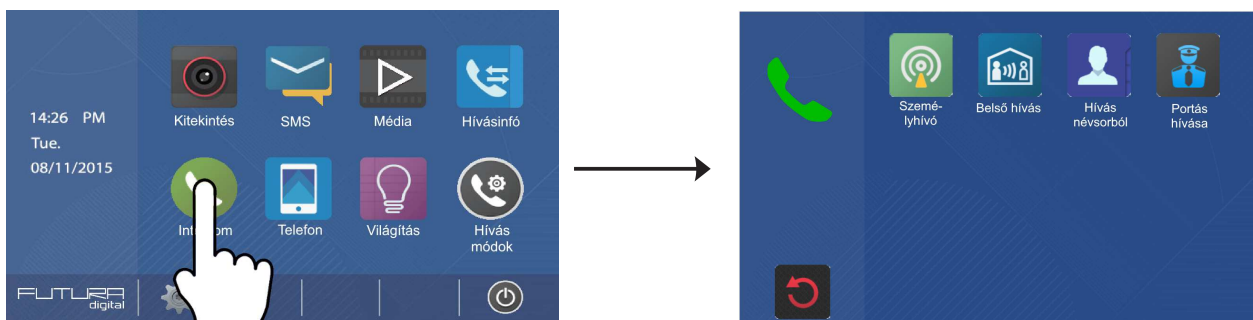 14:26 PM
Tue.
08/11/2015
Kitekintés
SMS
Média
Hívásinfó
Telefon
Világítás
Hívás
módok
FUTURA
digital
Szemé-
lyhívó
Belső hívás
Hívás
névsorból
Portás
hívása